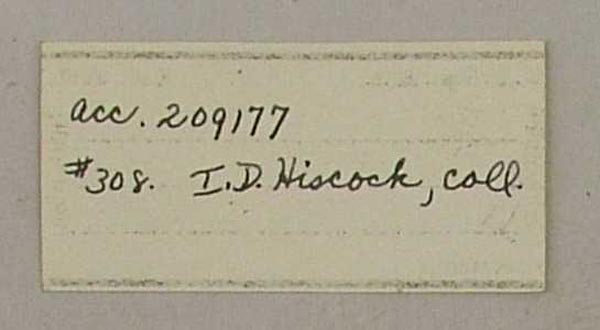 acc. 209177
#308. I.D. Hiscock, coll.